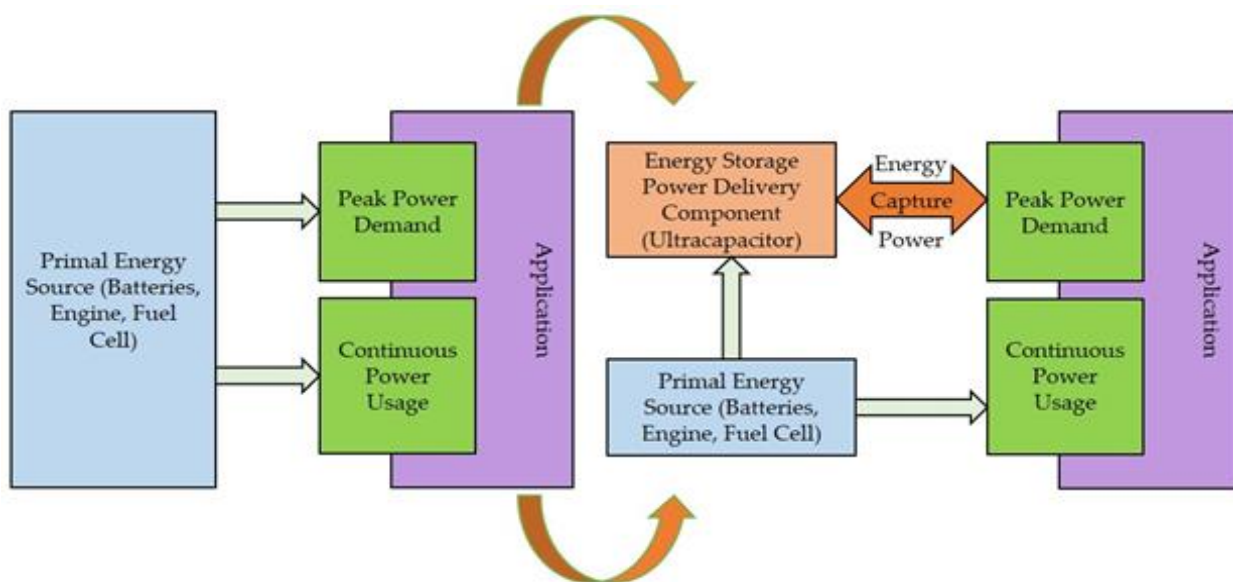 Primal Energy
Source (Batteries,
Engine, Fuel
Cell)
Peak Power
Demand
Continuous
Power
Usage
Application
Energy Storage
Power Delivery
Component
(Ultracapacitor)
Energy
Capture
Power
Primal Energy
Source (Batteries,
Engine, Fuel Cell)
Peak Power
Demand
Continuous
Power
Usage
Application